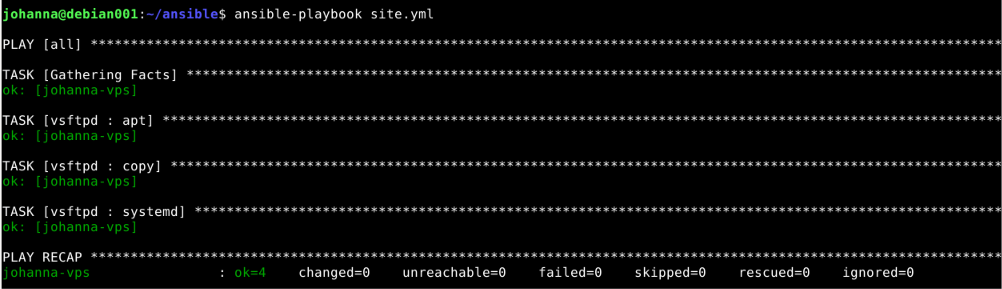 johanna@debian001:~/ansible$ ansible-playbook site.yml
PLAY [all] ******************************************************************************************************************
TASK [Gathering Facts] ******************************************************************************************************
ok: [johanna-vps]
TASK [vsftpd : apt] *********************************************************************************************************
ok: [johanna-vps]
TASK [vsftpd : copy] ********************************************************************************************************
ok: [johanna-vps]
TASK [vsftpd : systemd] *****************************************************************************************************
ok: [johanna-vps]
PLAY RECAP ******************************************************************************************************************
johanna-vps                : ok=4    changed=0    unreachable=0    failed=0    skipped=0    rescued=0    ignored=0